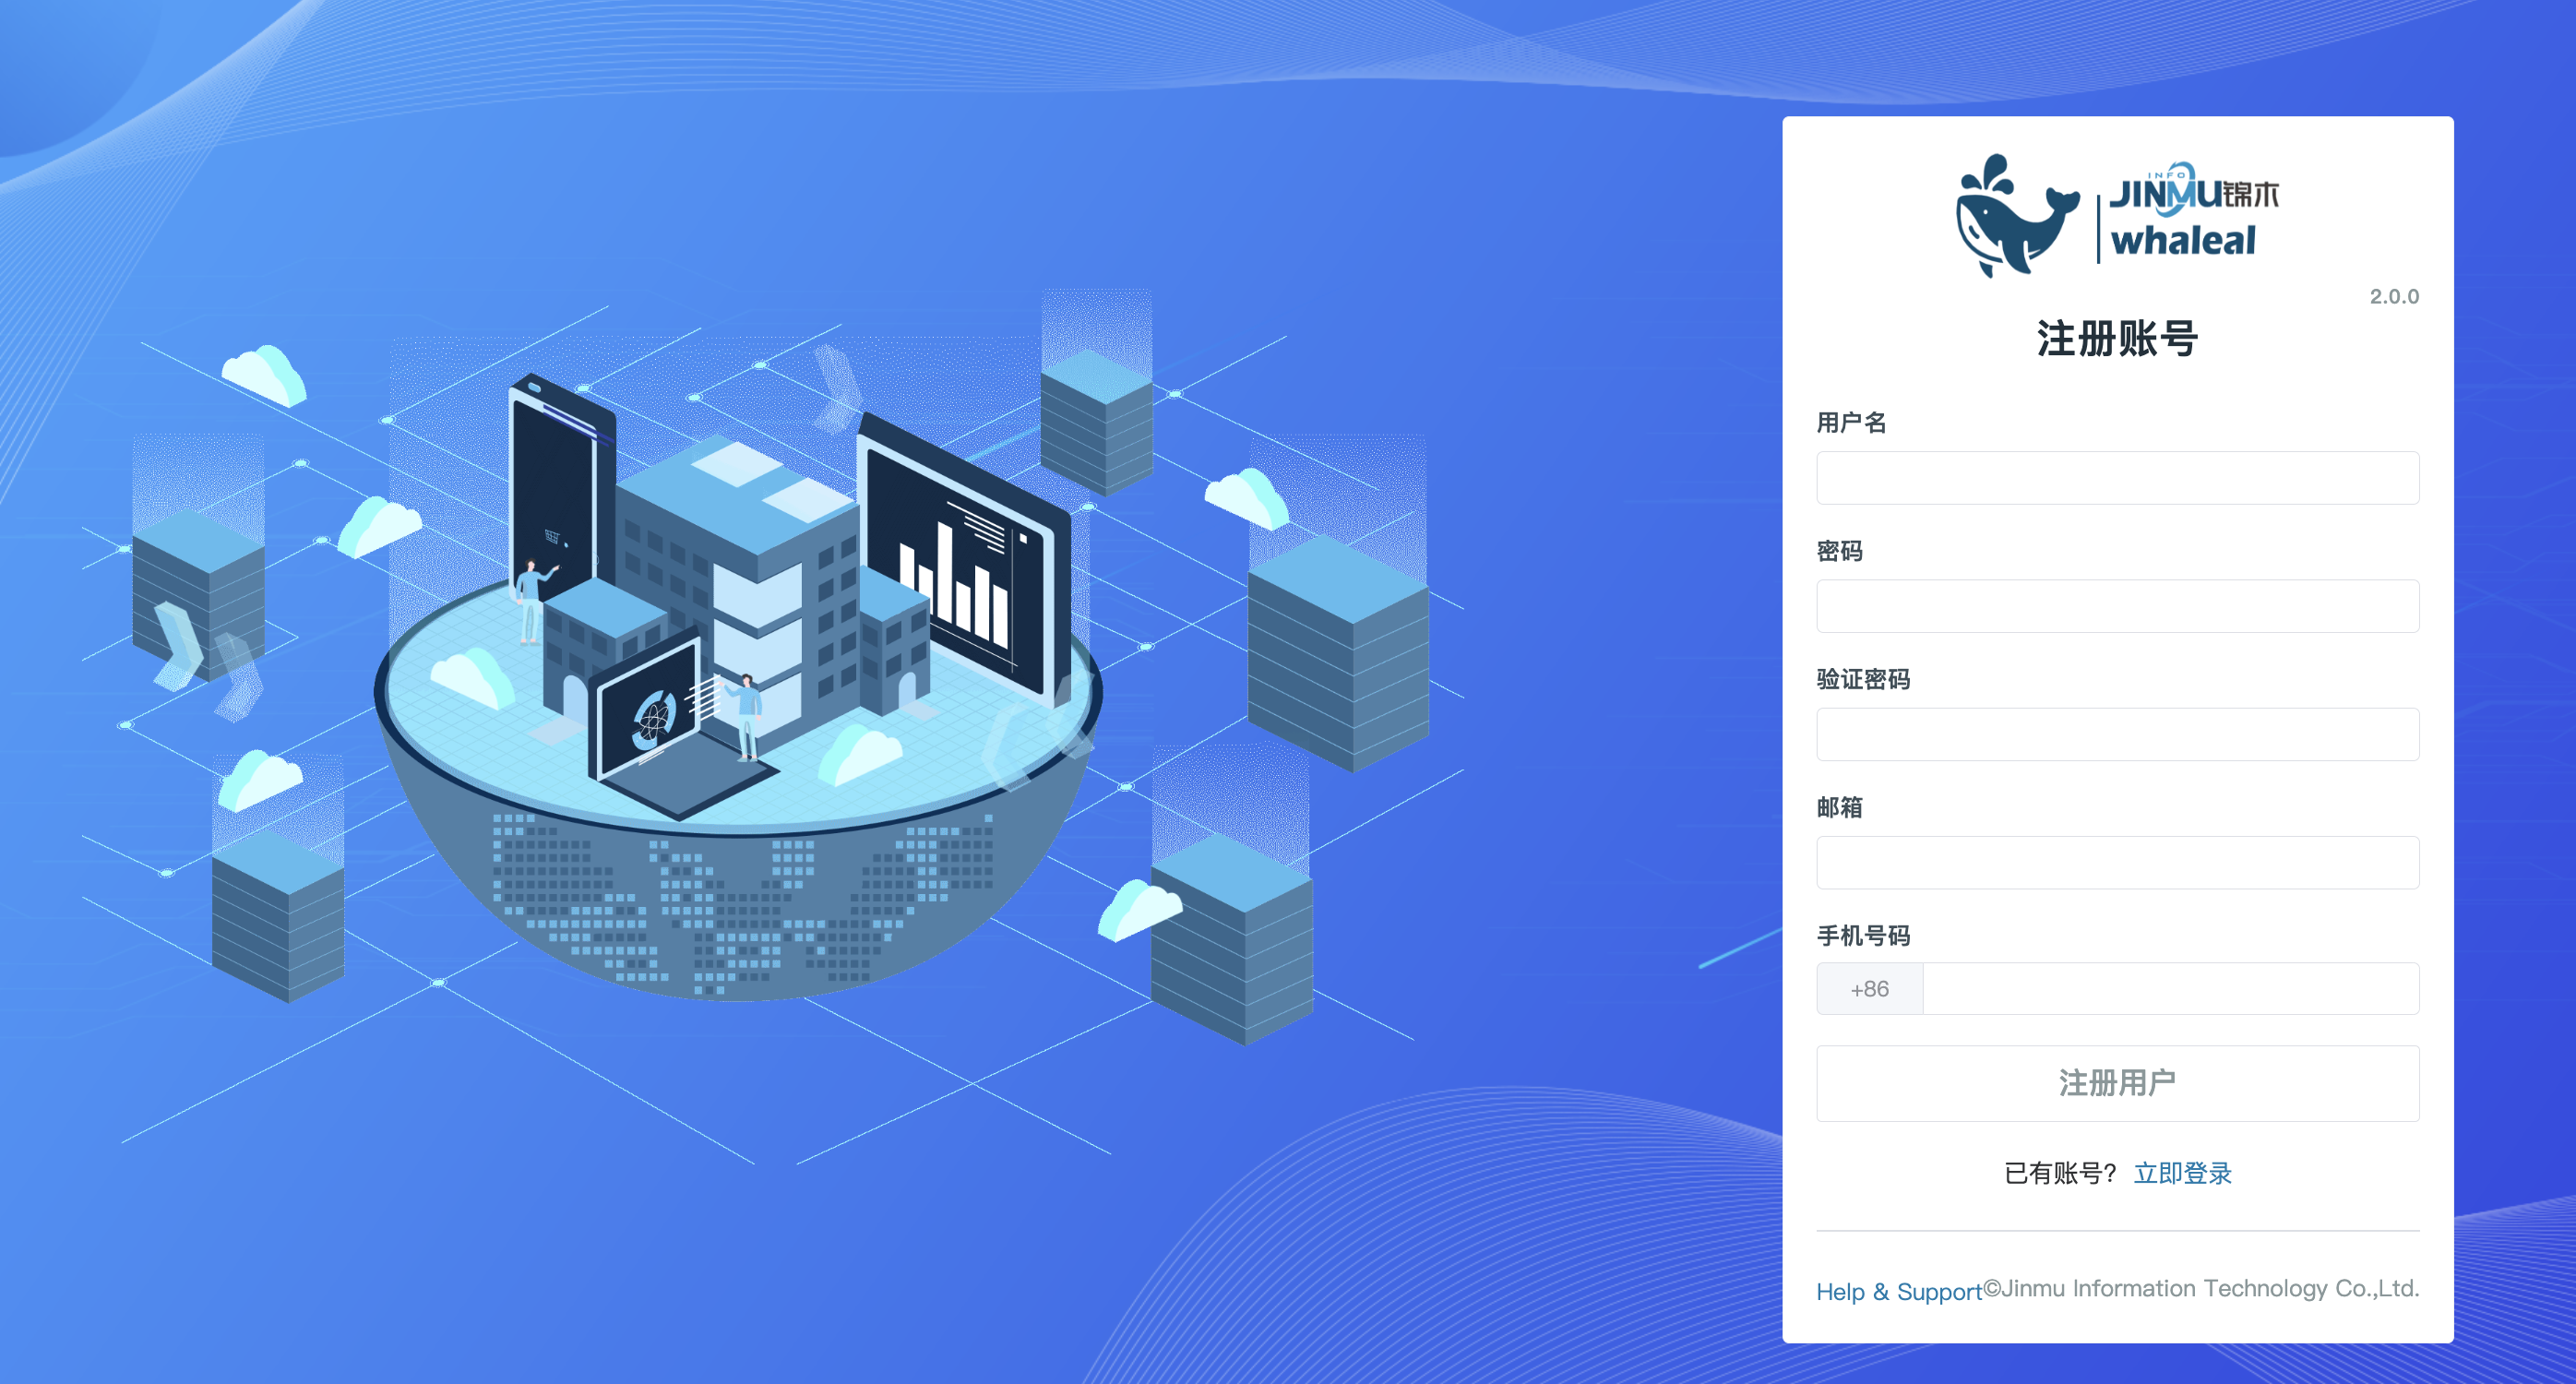 INFO
JINMU锦木
whaleal
2.0.0
注册账号
用户名
密码
验证密码
邮箱
手机号码
+86
注册用户
已有账号? 立即登录
Help & Support©Jinmu Information Technology Co.,Ltd.